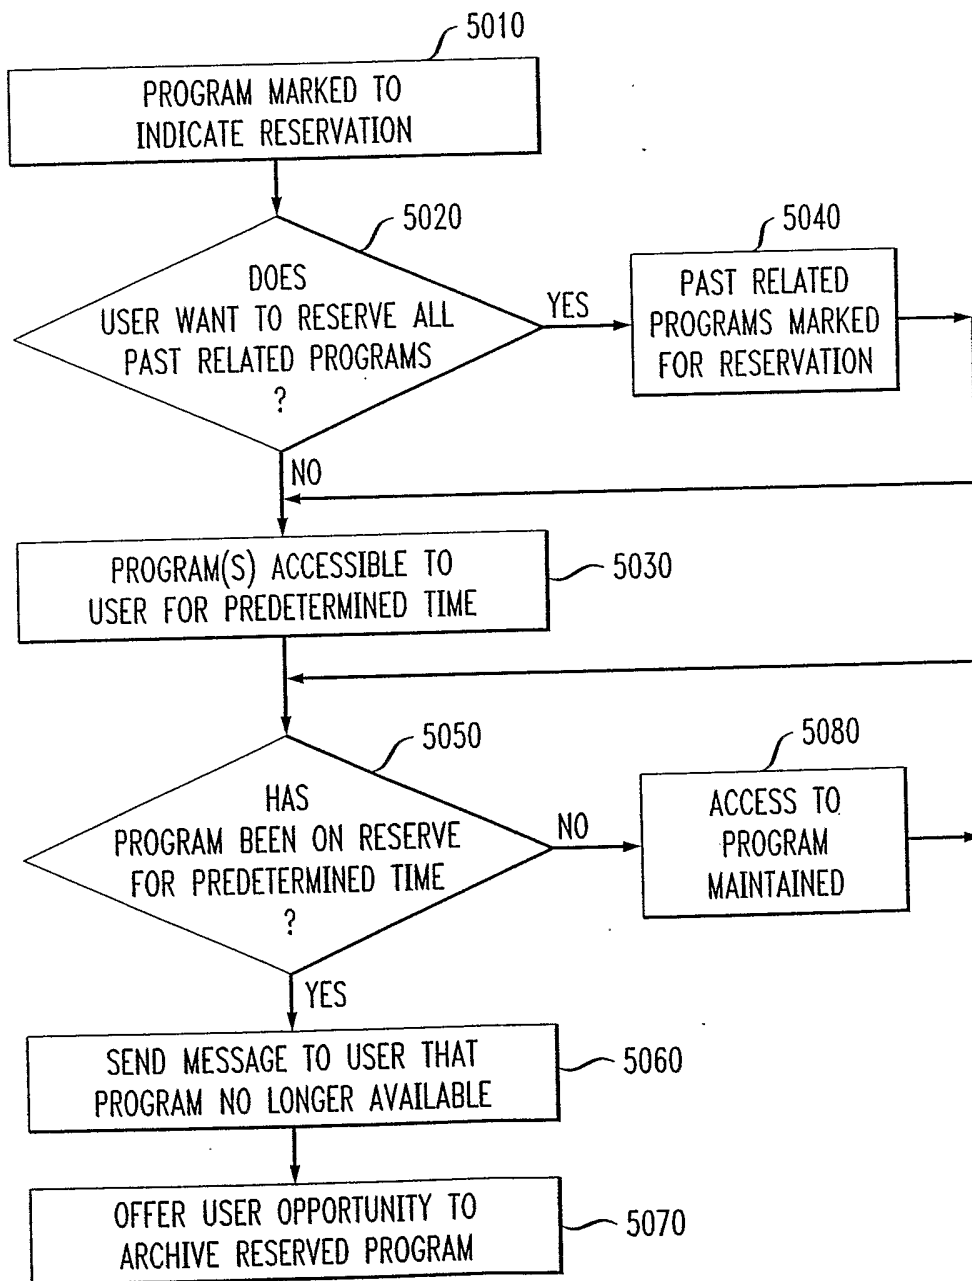 5010
PROGRAM MARKED TO
INDICATE RESERVATION
5020
DOES
USER WANT TO RESERVE ALL
PAST RELATED PROGRAMS
?
YES
5040
PAST RELATED
PROGRAMS MARKED
FOR RESERVATION
NO
PROGRAM(S) ACCESSIBLE TO
USER FOR PREDETERMINED TIME
5030
5050
HAS
PROGRAM BEEN ON RESERVE
FOR PREDETERMINED TIME
?
NO
5080
ACCESS TO
PROGRAM
MAINTAINED
YES
SEND MESSAGE TO USER THAT
PROGRAM NO LONGER AVAILABLE
5060
OFFER USER OPPORTUNITY TO
ARCHIVE RESERVED PROGRAM
5070